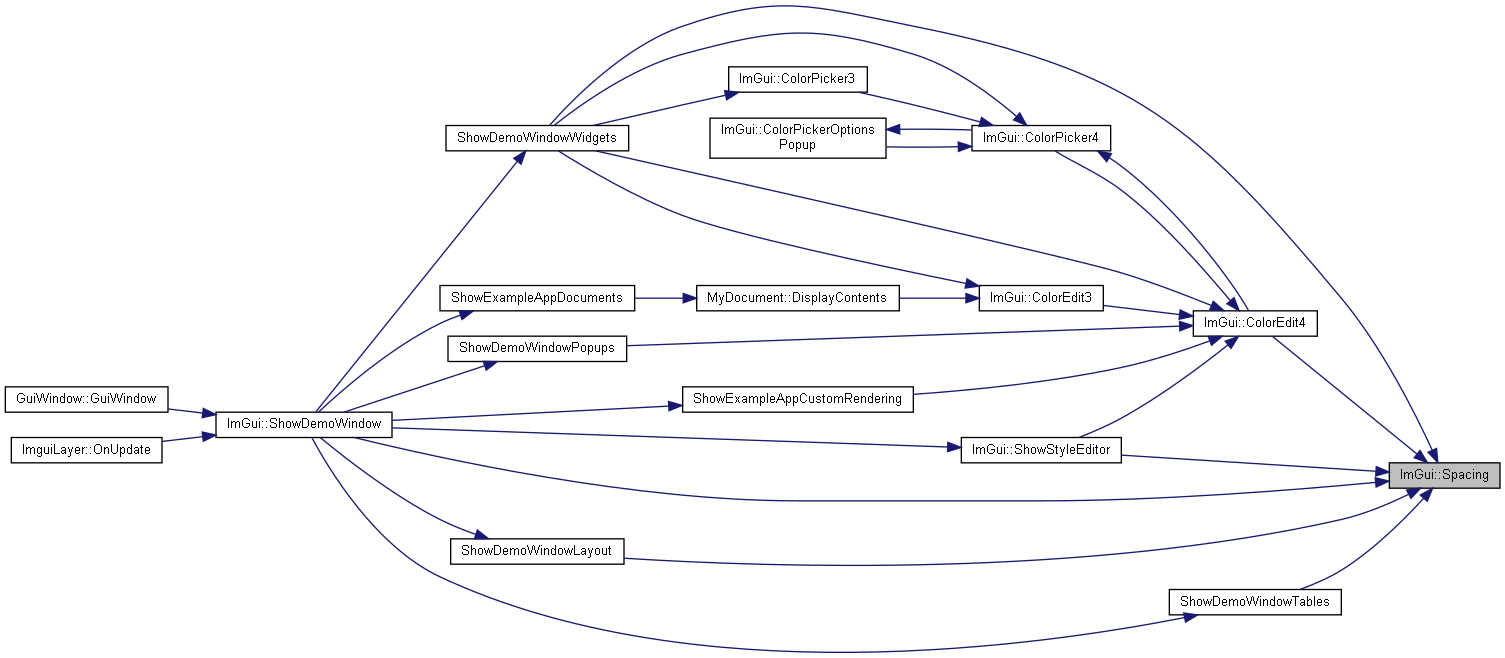 ImGui::ColorPicker3
ShowDemoWindowWidgets
ImGui::ColorPickerOptions
Popup
ImGui::ColorPicker4
ShowExampleAppDocuments
MyDocument::DisplayContents
ImGui::ColorEdit3
ImGui::ColorEdit4
ShowDemoWindowPopups
GuiWindow::GuiWindow
ShowExampleAppCustomRendering
ImGui::ShowDemoWindow
ImguiLayer::OnUpdate
ImGui::ShowStyleEditor
ImGui::Spacing
ShowDemoWindowLayout
ShowDemoWindowTables